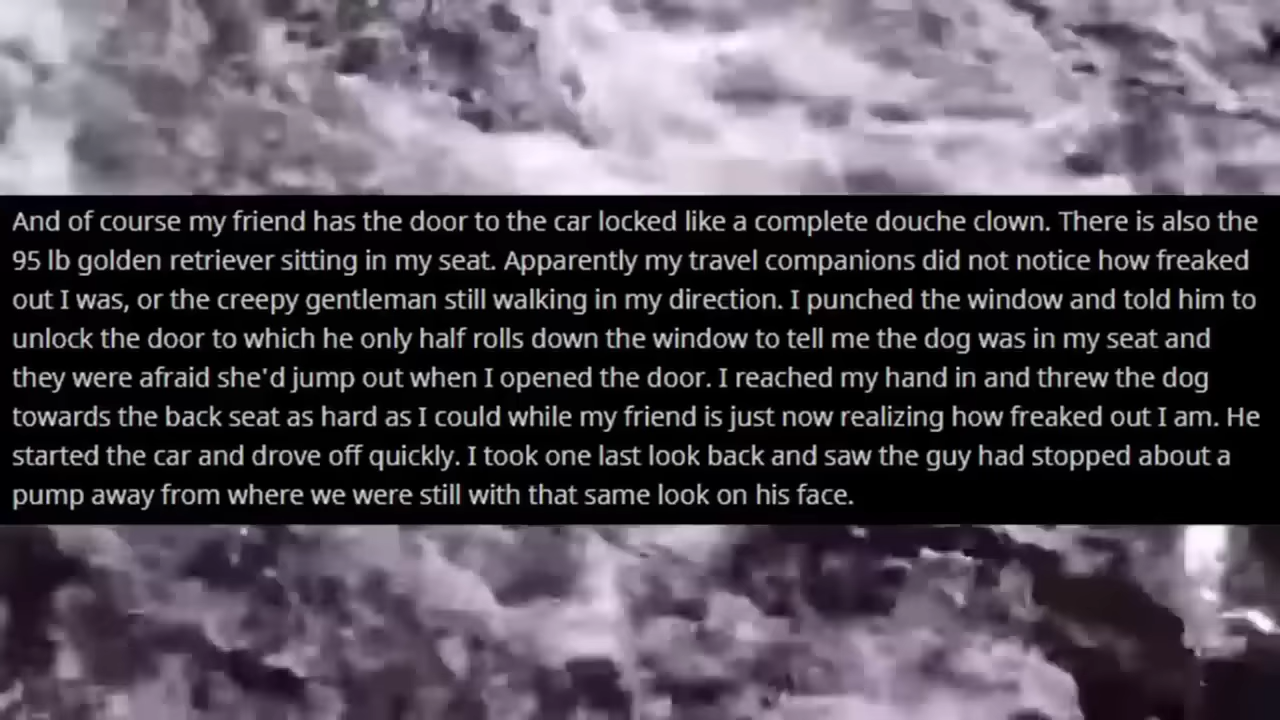 And of course my friend has the door to the car locked like a complete douche clown. There is also the
95 lb golden retriever sitting in my seat. Apparently my travel companions did not notice how freaked
out I was, or the creepy gentleman still walking in my direction. I punched the window and told him to
unlock the door to which he only half rolls down the window to tell me the dog was in my seat and
they were afraid she'd jump out when I opened the door. I reached my hand in and threw the dog
towards the back seat as hard as I could while my friend is just now realizing how freaked out I am. He
started the car and drove off quickly. I took one last look back and saw the guy had stopped about a
pump away from where we were still with that same look on his face.